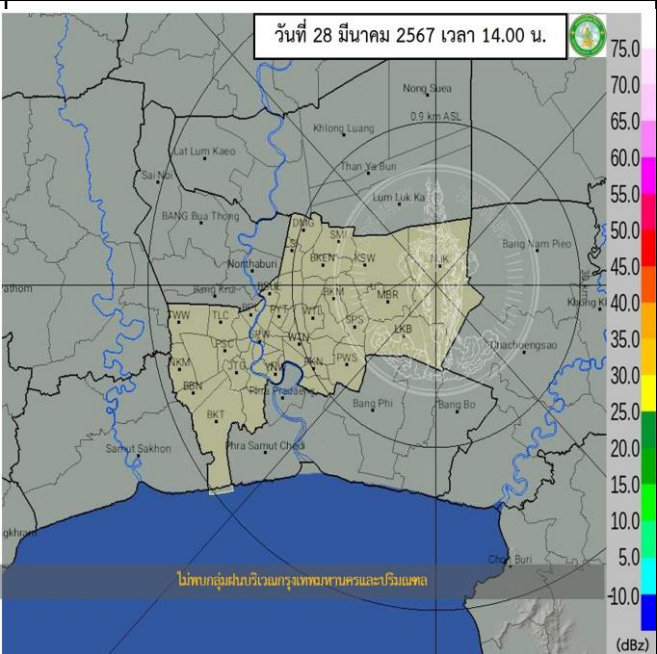 วันที่ 28 มีนาคม 2567 เวลา 14.00 น.
75.0
70.0
65.0
60.0
55.0
50.0
45.0
40.0
35.0
30.0
25.0
20.0
15.0
10.0
5.0
-10.0
(dBz)
Nong Suea
0.9 km ASL
Khlong Luang
Lat Lum Kaeo
Than Ya Buri
Sai Noi
Lum Luk Ka
BANG Bua Thong
DMG
SMI
Bang Nam Pieo
Nonthaburi
BKEN
KSW
NJK
Bang Krui
BKM
MBR
TWW
TLC
LKB
SPS
WTN
PSC
PWS
Chachoengsao
NKM
JTG
PKN
BBN
Phra Pradaeng
BKT
Bang Phi
Bang Bo
Samut Sakhon
Phra Samut Chedi
Chon Buri
ไม่พบกลุ่มฝนบริเวณกรุงเทพมหานครและปริมณฑล